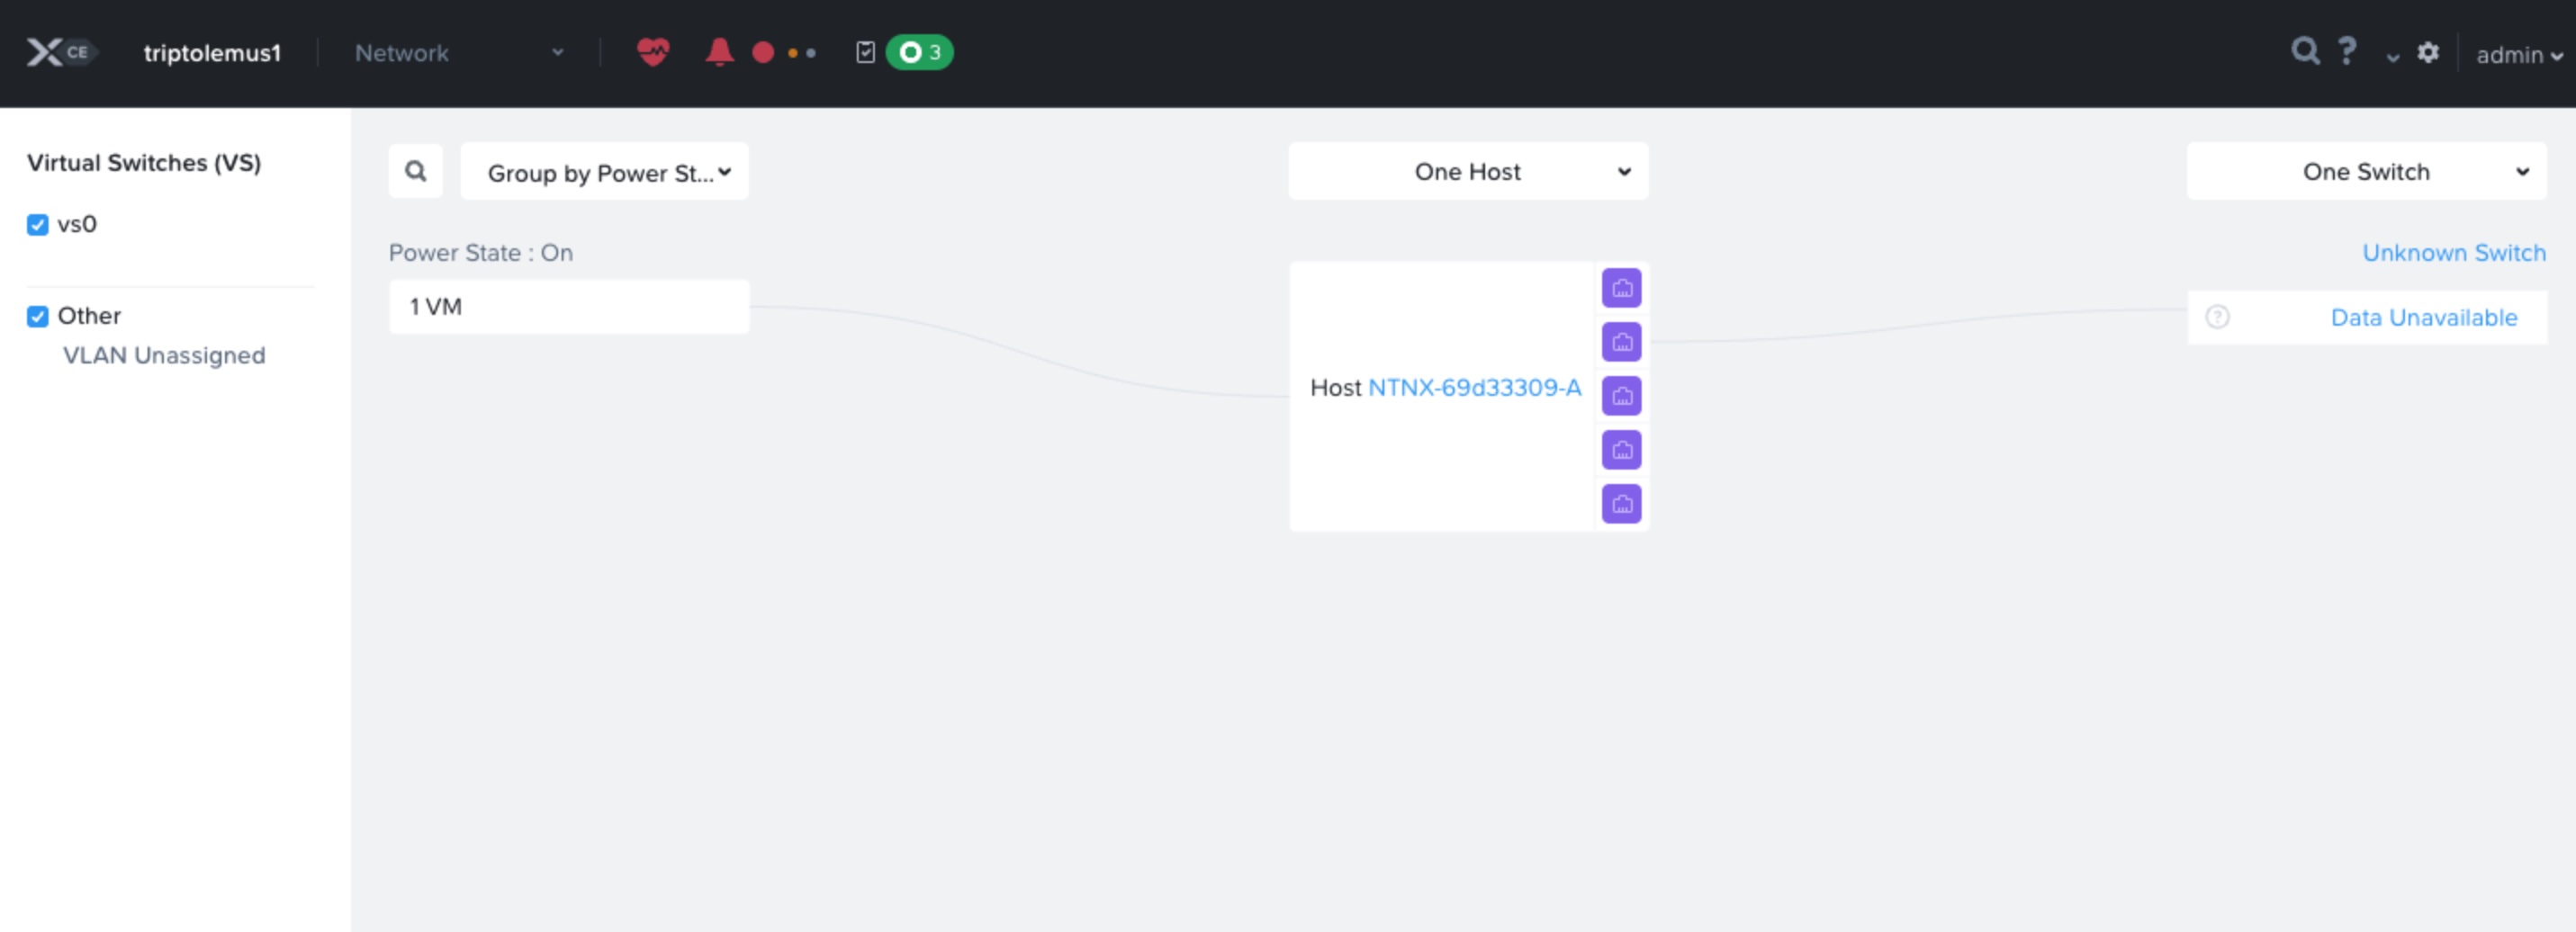 X CE triptolemus1 Network 3 ? admin
Virtual Switches (VS)
vs0
Other
VLAN Unassigned
Group by Power St...
Power State : On
1 VM
One Host
Host NTNX-69d33309-A
One Switch
Unknown Switch
? Data Unavailable